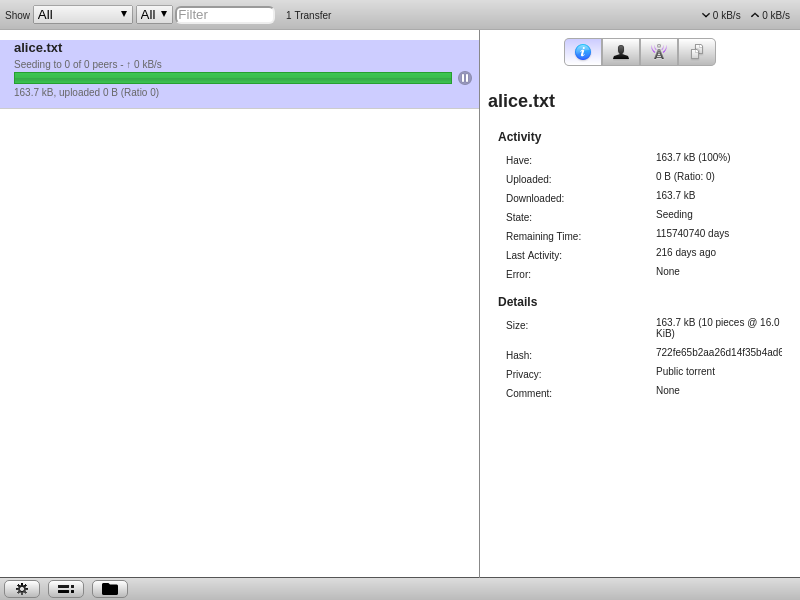 Show All All Filter 1 Transfer 0 kB/s 0 kB/s
alice.txt
Seeding to 0 of 0 peers - ↑ 0 kB/s
163.7 kB, uploaded 0 B (Ratio 0)
alice.txt
Activity
Have: 163.7 kB (100%)
Uploaded: 0 B (Ratio: 0)
Downloaded: 163.7 kB
State: Seeding
Remaining Time: 115740740 days
Last Activity: 216 days ago
Error: None
Details
Size: 163.7 kB (10 pieces @ 16.0
KiB)
Hash: 722fe65b2aa26d14f35b4ad6
Privacy: Public torrent
Comment: None